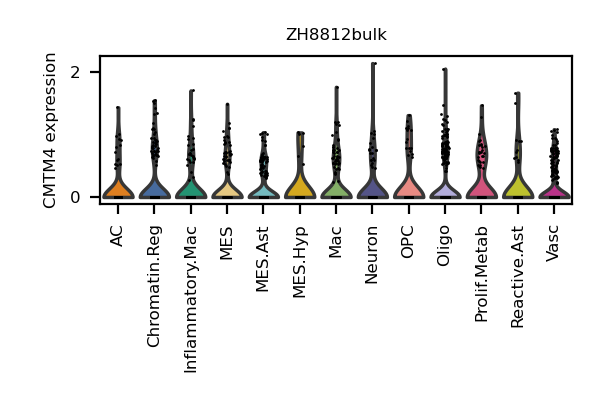 ZH8812bulk
CMTM4 expression
2
0
AC
Chromatin.Reg
Inflammatory.Mac
MES
MES.Ast
MES.Hyp
Mac
Neuron
OPC
Oligo
Prolif.Metab
Reactive.Ast
Vasc